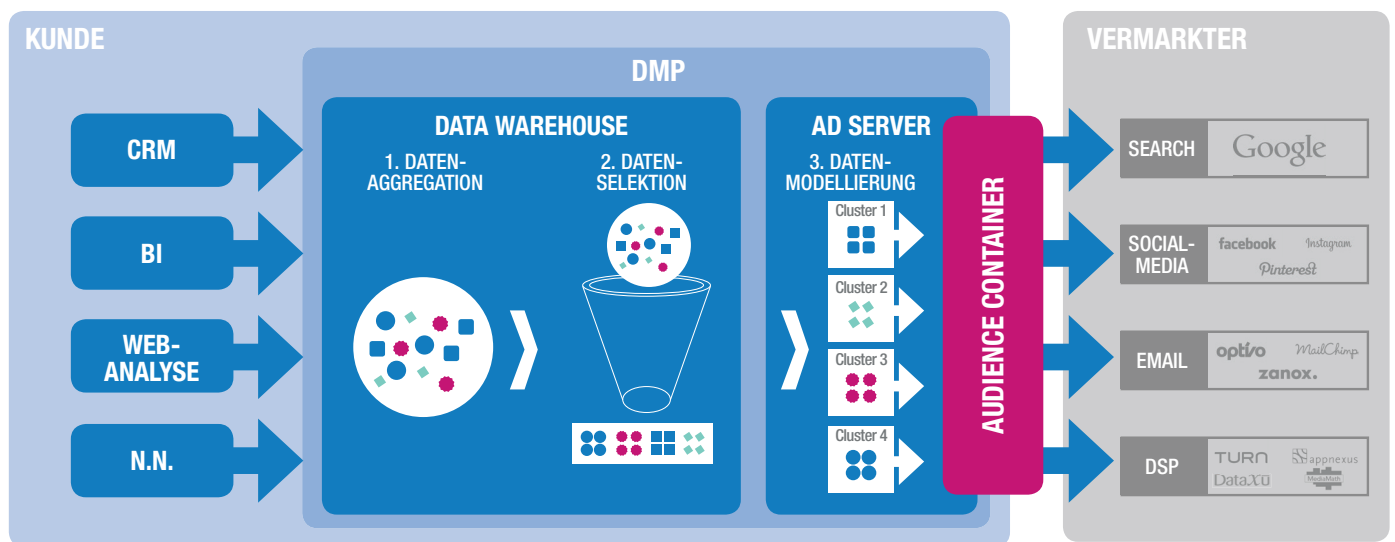 KUNDE
CRM
BI
WEB-
ANALYSE
N.N.
DMP
DATA WAREHOUSE
1. DATEN-
AGGREGATION
2. DATEN-
SELEKTION
AD SERVER
3. DATEN-
MODELLIERUNG
Cluster 1
Cluster 2
Cluster 3
Cluster 4
AUDIENCE CONTAINER
VERMARKTER
SEARCH
Google
SOCIAL-
MEDIA
facebook
Instagram
Pinterest
EMAIL
optivo
MailChimp
zanox.
DSP
TURN
appnexus
DataXu
MediaMath